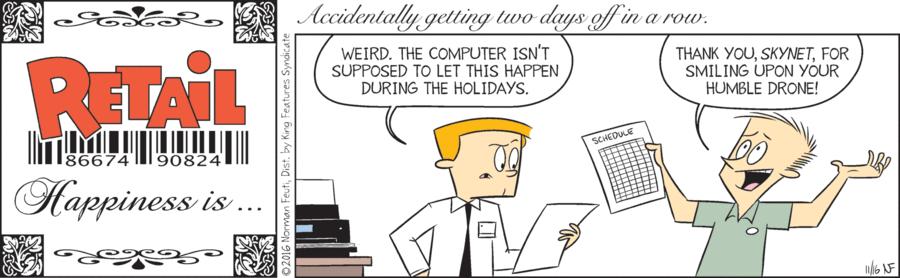 RETAIL
86674 90824
Happiness is ...
©2016 Norman Feuti, Dist. by King Features Syndicate
Accidentally getting two days off in a row.
WEIRD. THE COMPUTER ISN'T
SUPPOSED TO LET THIS HAPPEN
DURING THE HOLIDAYS.
SCHEDULE
THANK YOU, SKYNET, FOR
SMILING UPON YOUR
HUMBLE DRONE!
11/16 NF